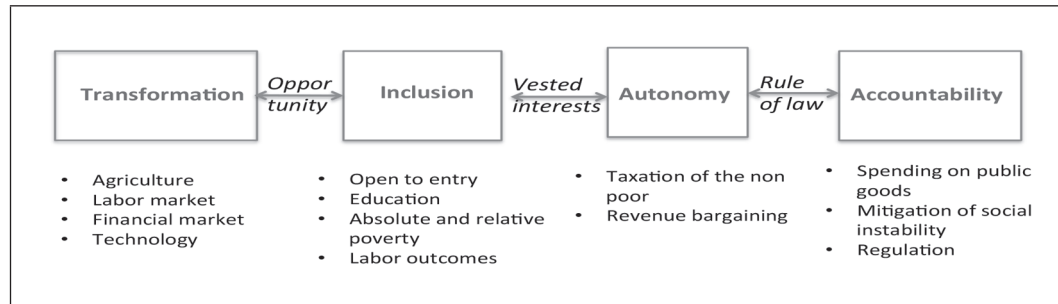 Transformation
Oppor
tunity
Inclusion
Vested
interests
Autonomy
Rule
of law
Accountability
• Agriculture
• Labor market
• Financial market
• Technology
• Open to entry
• Education
• Absolute and relative
poverty
• Labor outcomes
• Taxation of the non
poor
• Revenue bargaining
• Spending on public
goods
• Mitigation of social
instability
• Regulation